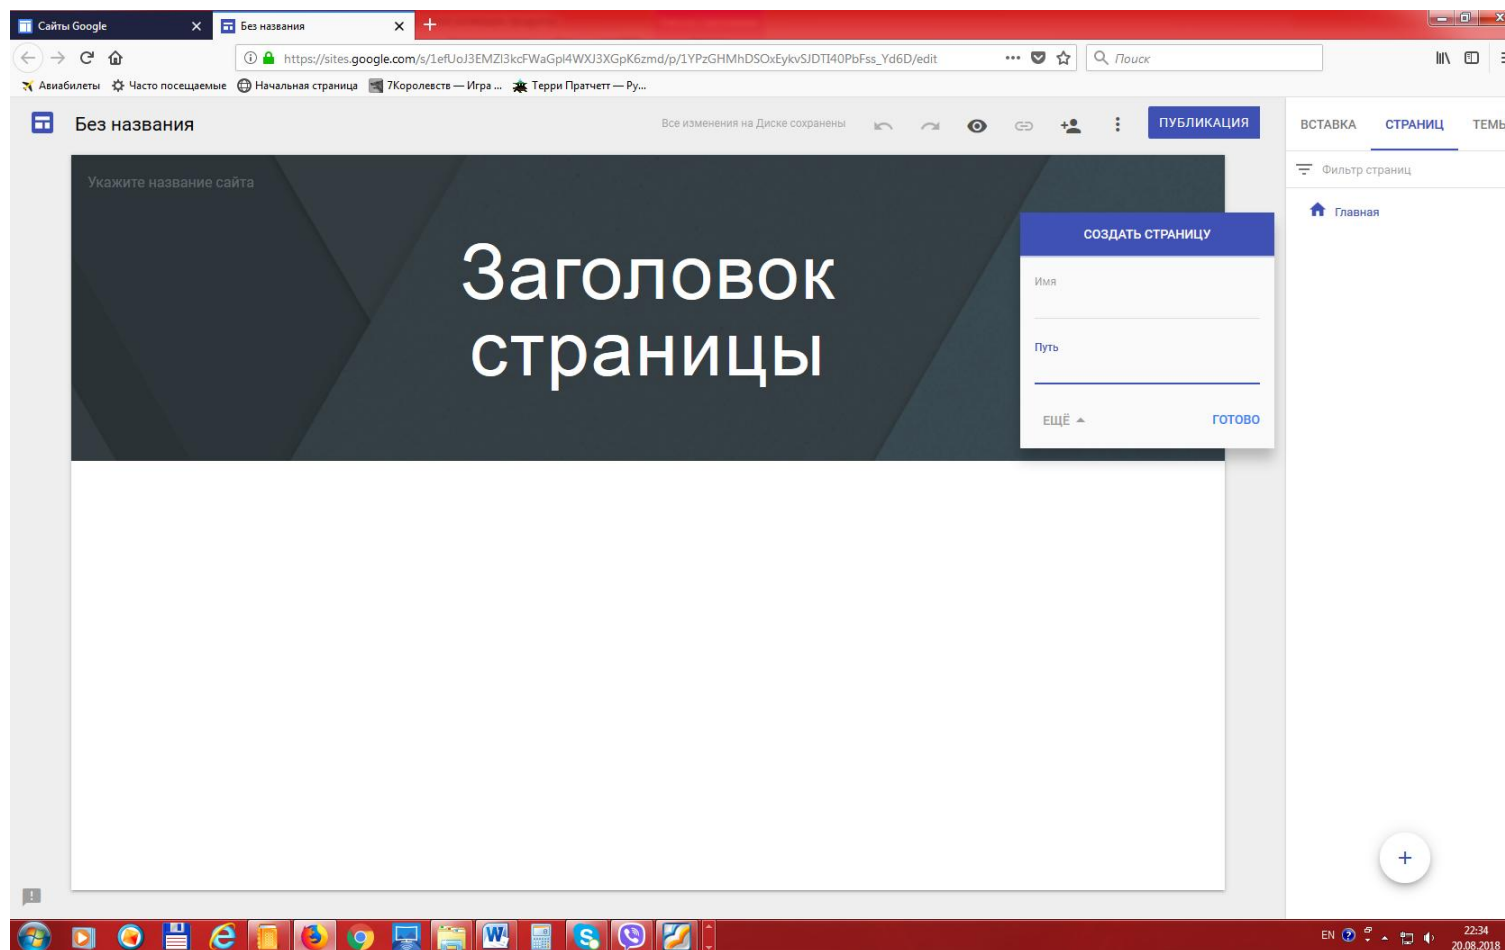 Сайты Google
Без названия
https://sites.google.com/s/1efUoJ3EMZI3kcFWaGpI4WXJ3XGpK6zmd/p/1YPzGHMhDSOxEykvSJDTI40PbFss_Yd6D/edit
Поиск
Авиабилеты
Часто посещаемые
Начальная страница
7Королевств — Игра ...
Терри Пратчетт — Ру...
Без названия
Все изменения на Диске сохранены
ПУБЛИКАЦИЯ
ВСТАВКА
СТРАНИЦ
ТЕМЫ
Фильтр страниц
Главная
Укажите название сайта
Заголовок
страницы
СОЗДАТЬ СТРАНИЦУ
Имя
Путь
ЕЩЁ
ГОТОВО
EN
22:34
20.08.2018